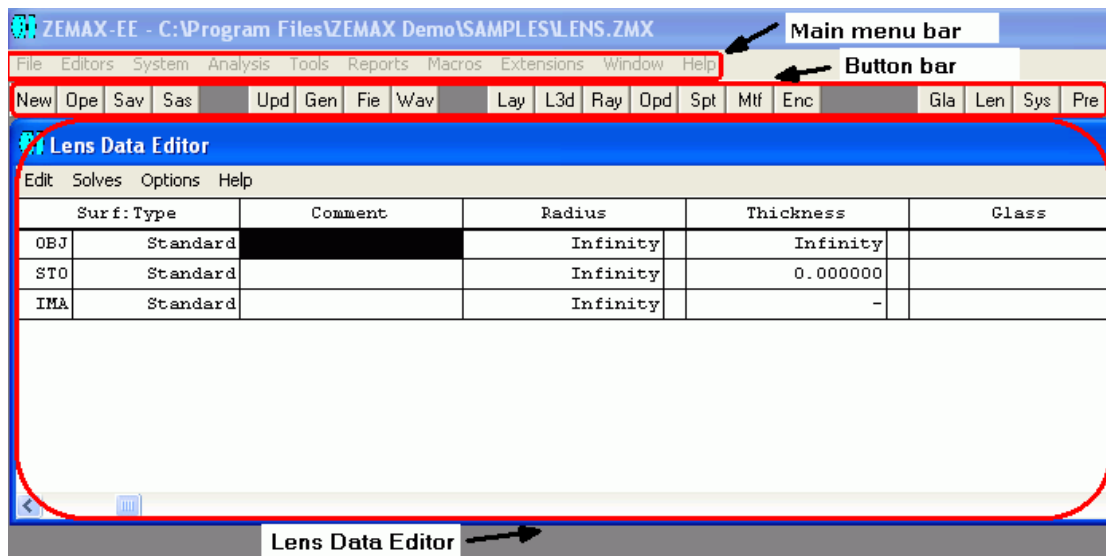 ZEMAX-EE - C:\Program Files\ZEMAX Demo\SAMPLES\LENS.ZMX
Main menu bar
File Editors System Analysis Tools Reports Macros Extensions Window Help
Button bar
New Ope Sav Sas Upd Gen Fie Wav Lay L3d Ray Opd Spt Mtf Enc Gla Len Sys Pre
Lens Data Editor
Edit Solves Options Help
Surf:Type Comment Radius Thickness Glass
OBJ Standard Infinity Infinity
STO Standard Infinity 0.000000
IMA Standard Infinity -
Lens Data Editor